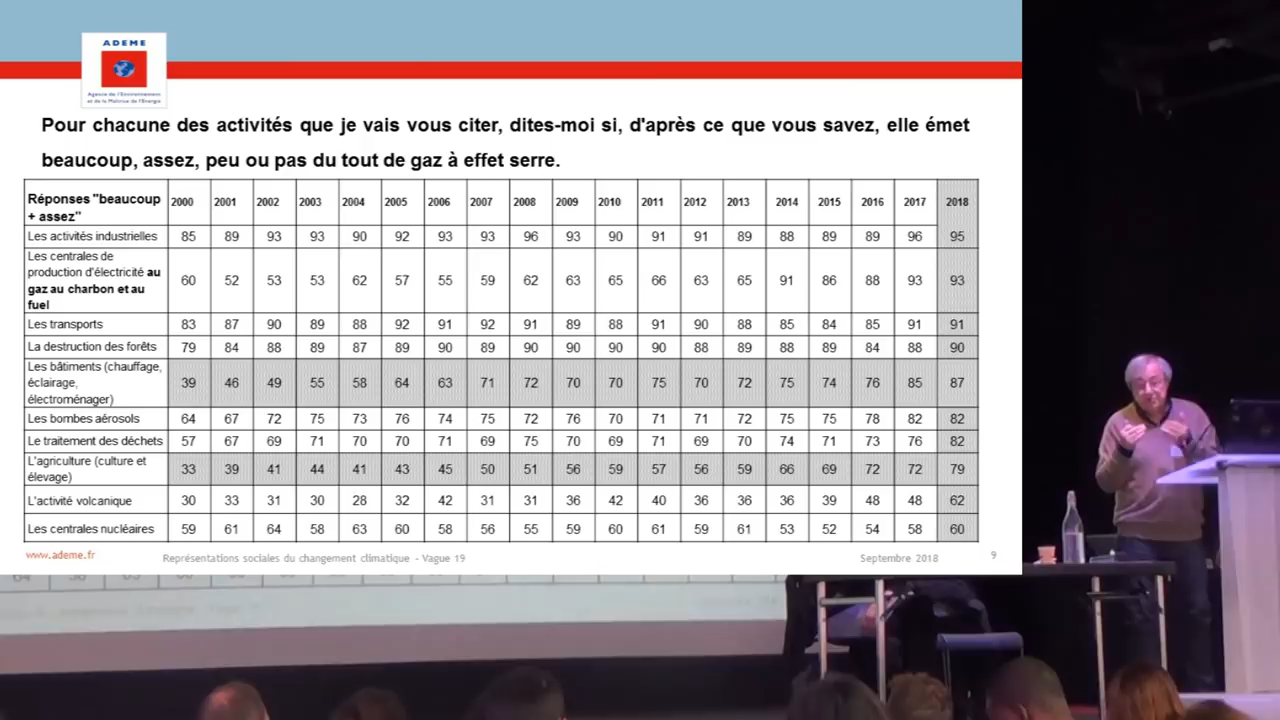 ADEME
Agence de l'Environnement
et de la Maîtrise de l'Energie
Pour chacune des activités que je vais vous citer, dites-moi si, d'après ce que vous savez, elle émet
beaucoup, assez, peu ou pas du tout de gaz à effet serre.
Réponses "beaucoup
+ assez" 2000 2001 2002 2003 2004 2005 2006 2007 2008 2009 2010 2011 2012 2013 2014 2015 2016 2017 2018
Les activités industrielles 85 89 93 93 90 92 93 93 96 93 90 91 91 89 88 89 89 96 95
Les centrales de
production d'électricité au
gaz au charbon et au
fuel 60 52 53 53 62 57 55 59 62 63 65 66 63 65 91 86 88 93 93
Les transports 83 87 90 89 88 92 91 92 91 89 88 91 90 88 85 84 85 91 91
La destruction des forêts 79 84 88 89 87 89 90 89 90 90 90 90 88 89 88 89 84 88 90
Les bâtiments (chauffage,
éclairage,
électroménager) 39 46 49 55 58 64 63 71 72 70 70 75 70 72 75 74 76 85 87
Les bombes aérosols 64 67 72 75 73 76 74 75 72 76 70 71 71 72 75 75 78 82 82
Le traitement des déchets 57 67 69 71 70 70 71 69 75 70 69 71 69 70 74 71 73 76 82
L'agriculture (culture et
élevage) 33 39 41 44 41 43 45 50 51 56 59 57 56 59 66 69 72 72 79
L'activité volcanique 30 33 31 30 28 32 42 31 31 36 42 40 36 36 36 39 48 48 62
Les centrales nucléaires 59 61 64 58 63 60 58 56 55 59 60 61 59 61 53 52 54 58 60
www.ademe.fr Représentations sociales du changement climatique - Vague 19 Septembre 2018 9